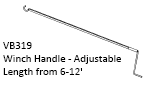 VB319
Winch Handle - Adjustable
Length from 6-12'